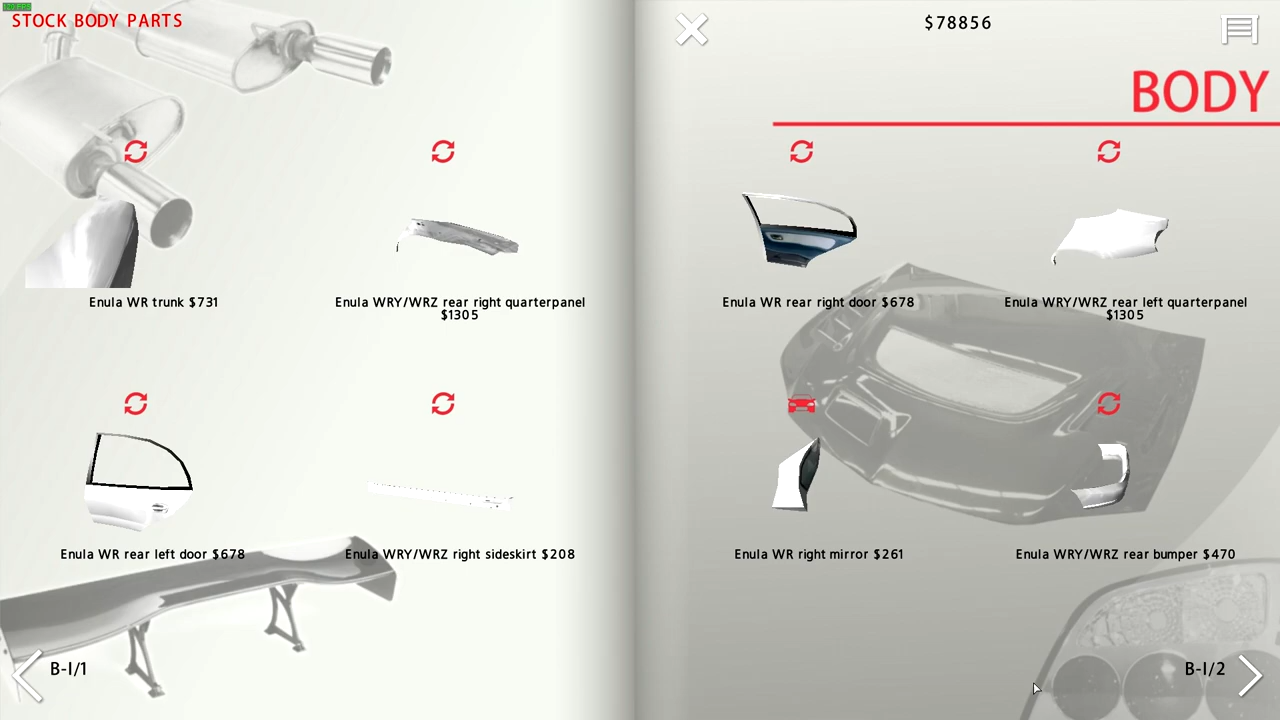 STOCK BODY PARTS
$78856
BODY
Enula WR trunk $731
Enula WRY/WRZ rear right quarterpanel
$1305
Enula WR rear right door $678
Enula WRY/WRZ rear left quarterpanel
$1305
Enula WR rear left door $678
Enula WRY/WRZ right sideskirt $208
Enula WR right mirror $261
Enula WRY/WRZ rear bumper $470
B-I/1
B-I/2